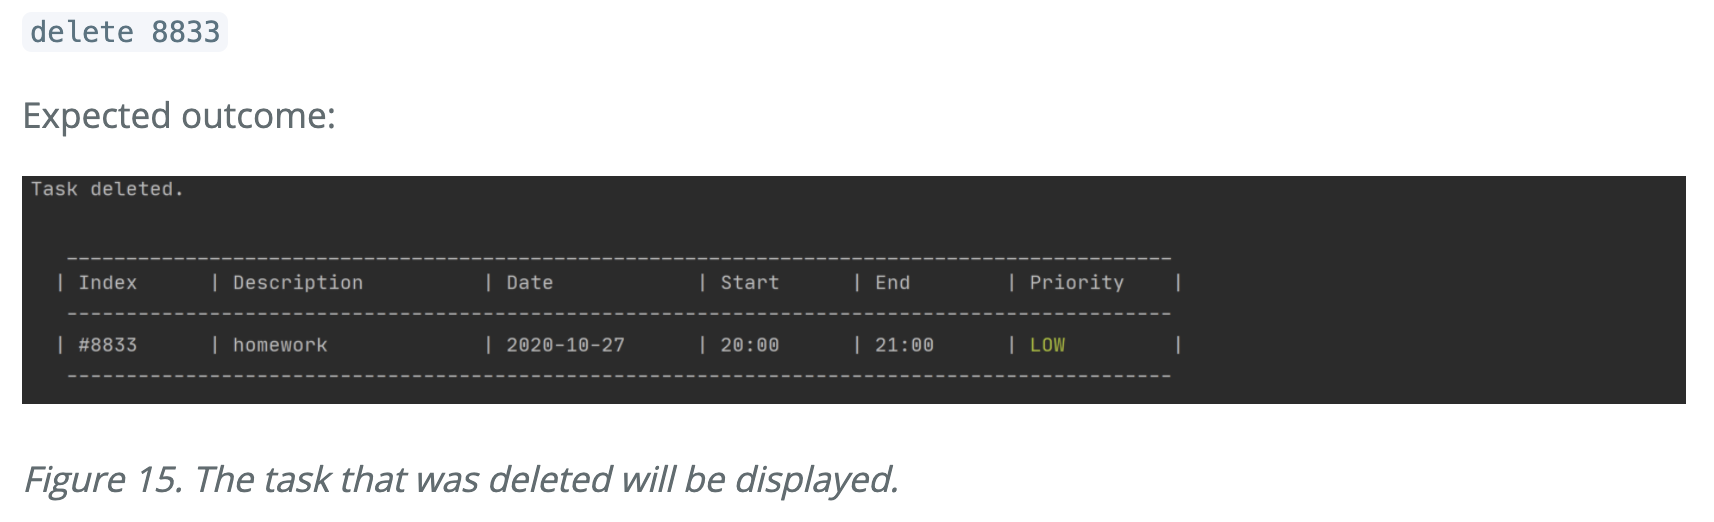 delete 8833
Expected outcome:
Task deleted.
---------------------------------------------------------------------------------------------
| Index | Description | Date | Start | End | Priority |
---------------------------------------------------------------------------------------------
| #8833 | homework | 2020-10-27 | 20:00 | 21:00 | LOW |
---------------------------------------------------------------------------------------------
Figure 15. The task that was deleted will be displayed.